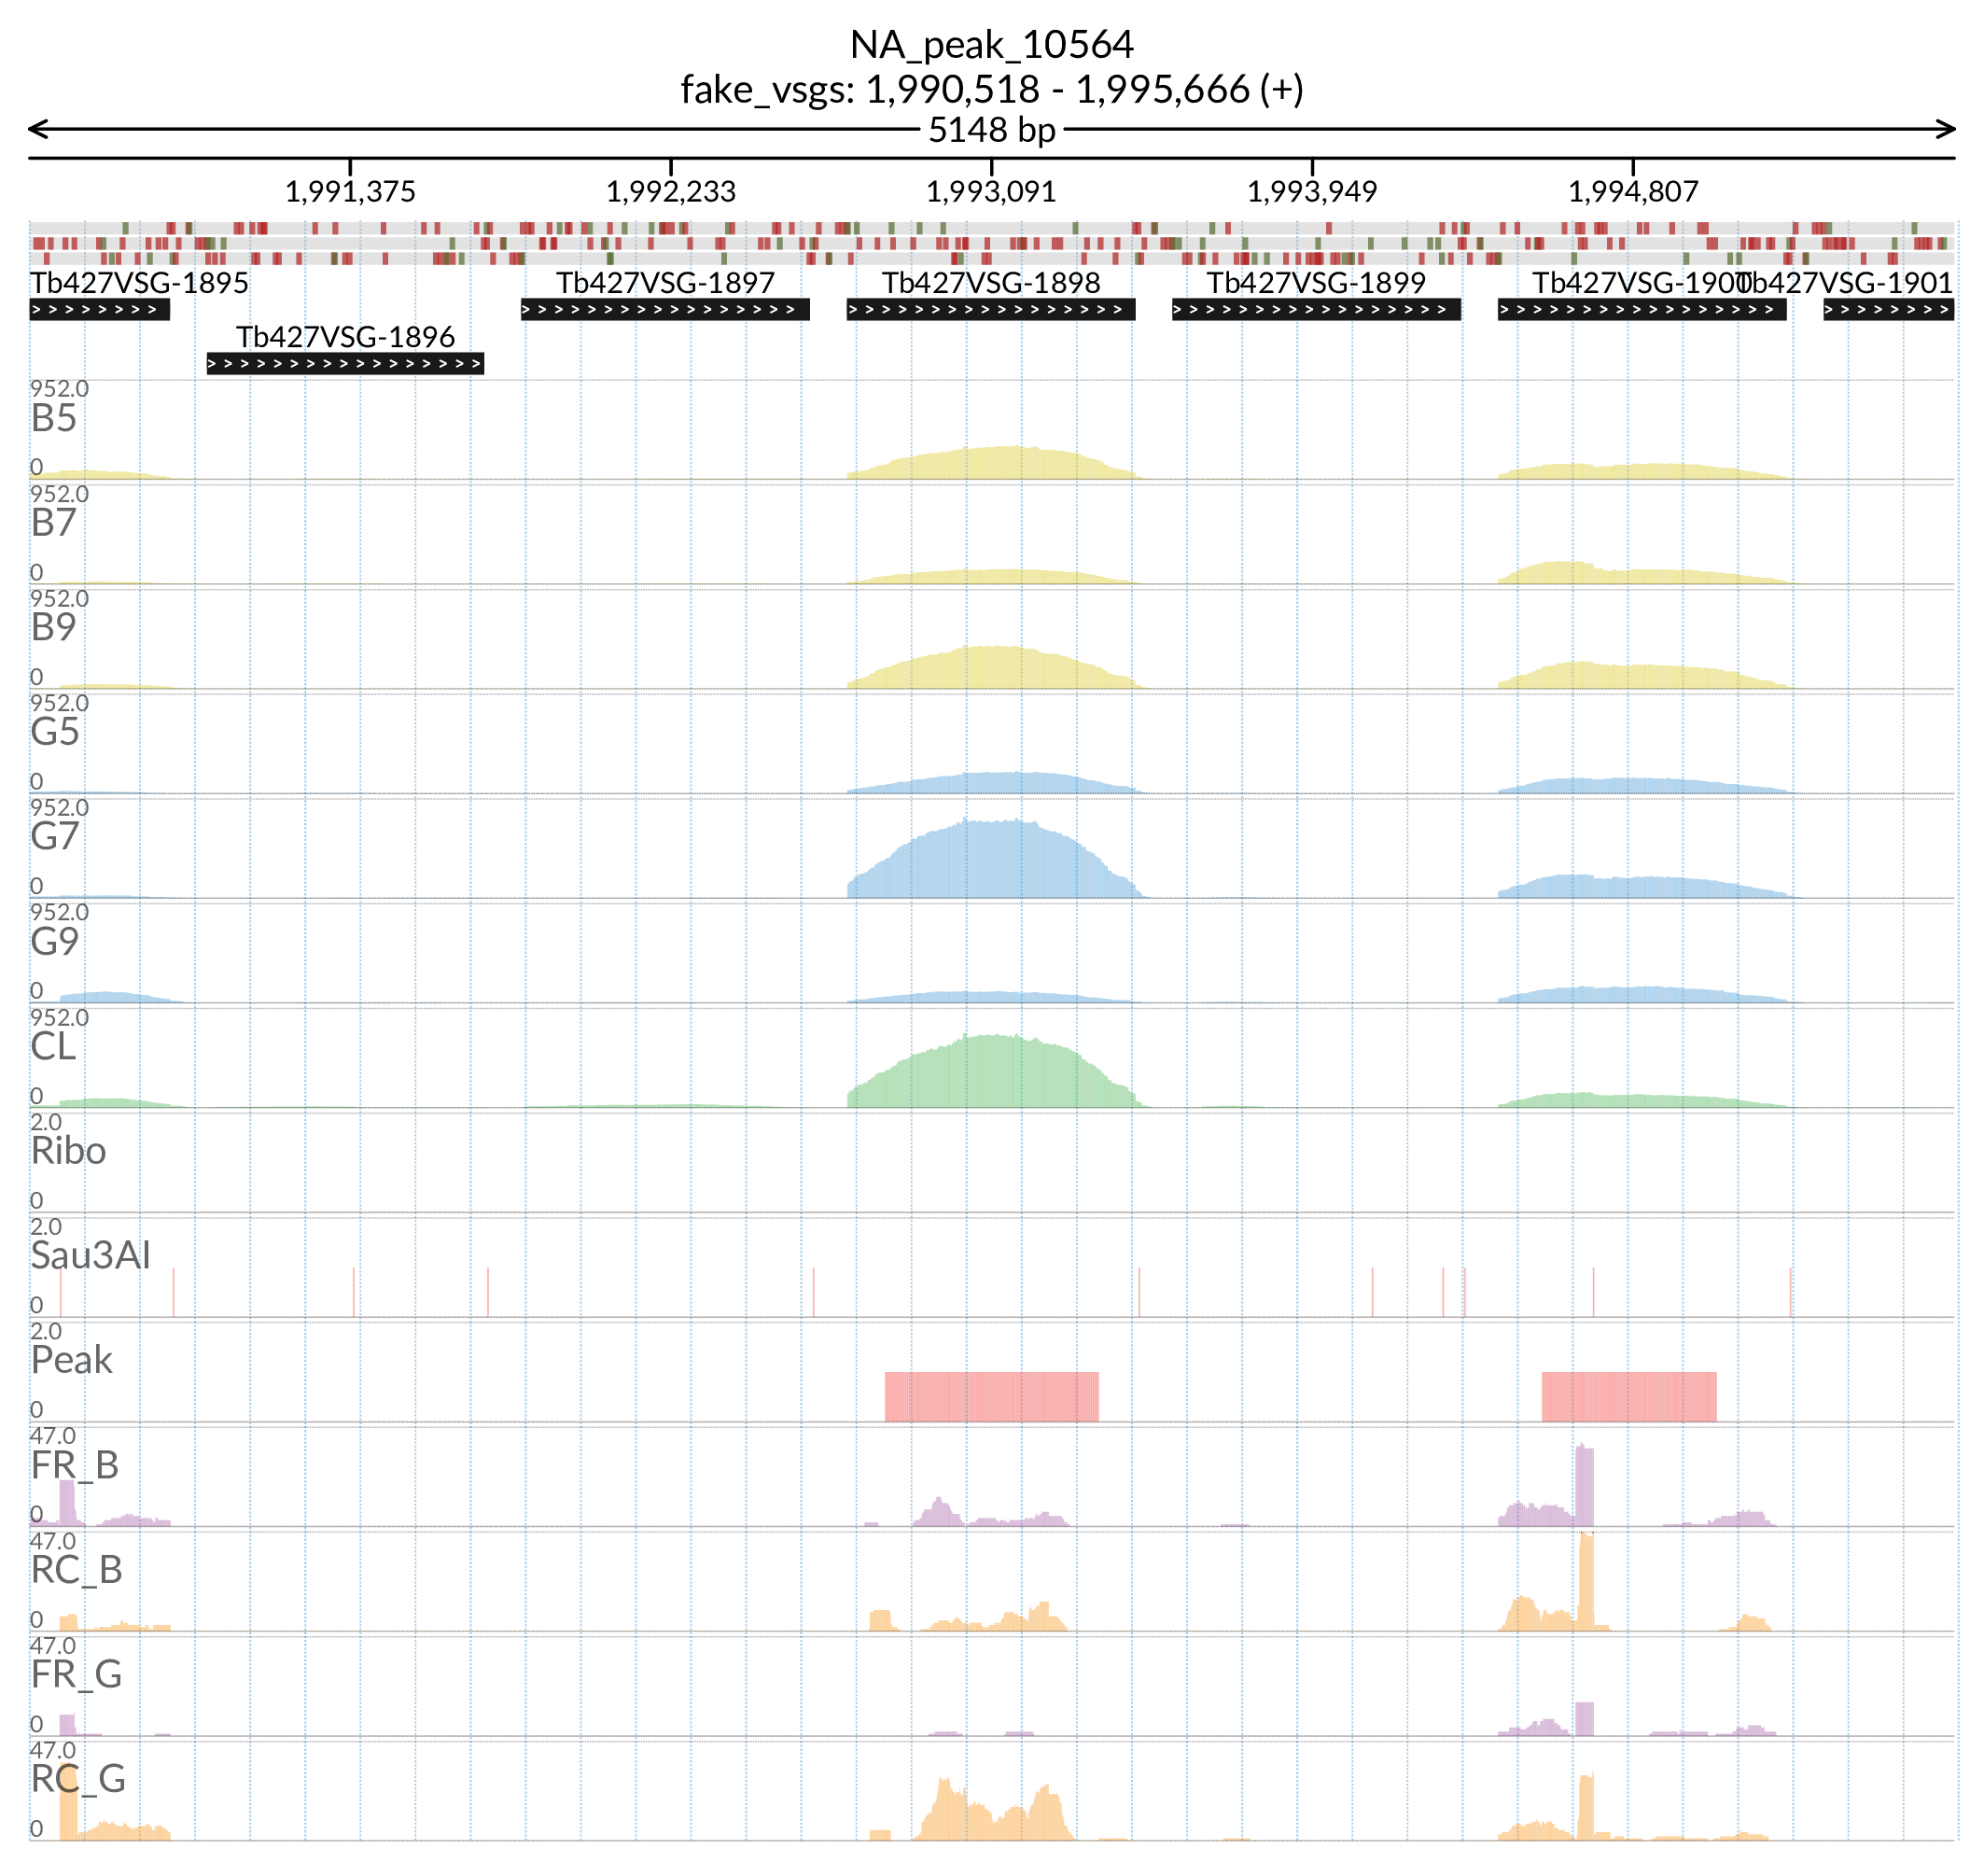 NA_peak_10564
fake_vsgs: 1,990,518 - 1,995,666 (+)
5148 bp
1,991,375 1,992,233 1,993,091 1,993,949 1,994,807
Tb427VSG-1895 Tb427VSG-1897 Tb427VSG-1898 Tb427VSG-1899 Tb427VSG-1900 Tb427VSG-1901
Tb427VSG-1896
952.0
B5
0
952.0
B7
0
952.0
B9
0
952.0
G5
0
952.0
G7
0
952.0
G9
0
952.0
CL
0
2.0
Ribo
0
2.0
Sau3AI
0
2.0
Peak
0
47.0
FR_B
0
47.0
RC_B
0
47.0
FR_G
0
47.0
RC_G
0